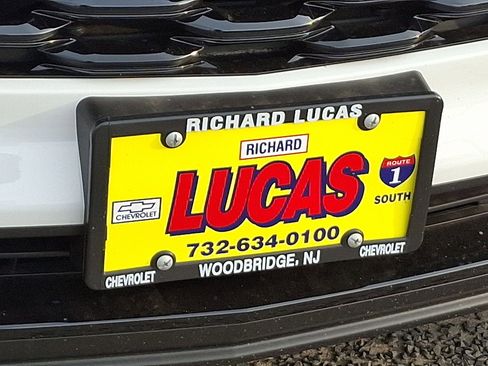 RICHARD LUCAS
RICHARD
LUCAS
CHEVROLET
ROUTE
1
SOUTH
732-634-0100
CHEVROLET
WOODBRIDGE, NJ
CHEVROLET